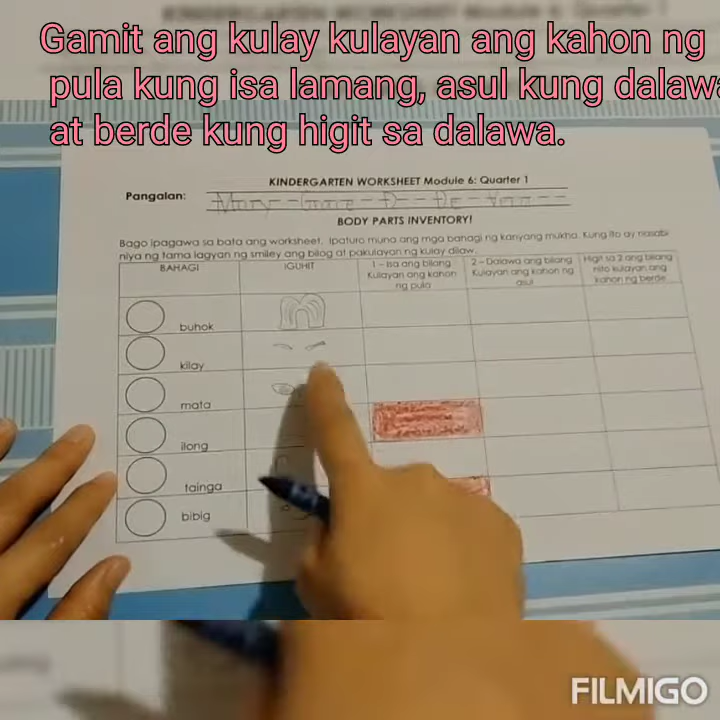 Gamit ang kulay kulayan ang kahon ng
pula kung isa lamang, asul kung dalawa
at berde kung higit sa dalawa.
KINDERGARTEN WORKSHEET Module 6: Quarter 1
Pangalan: Mary Grace D. De Vera
BODY PARTS INVENTORY!
Bago ipagawa sa bata ang worksheet, ipaturo muna ang mga bahagi ng kanyang mukha. Kung ito ay nasabi
niya ng tama lagyan ng smiley ang bilog at pakulayan ng kulay dilaw.
BAHAGI
IGUHIT
1 – Isa ang bilang
Kulayan ang kahon
ng pula
2 – Dalawa ang bilang
Kulayan ang kahon ng
asul
Higit sa 2 ang bilang
nito kulayan ang
kahon ng berde
buhok
kilay
mata
ilong
tainga
bibig
FILMIGO